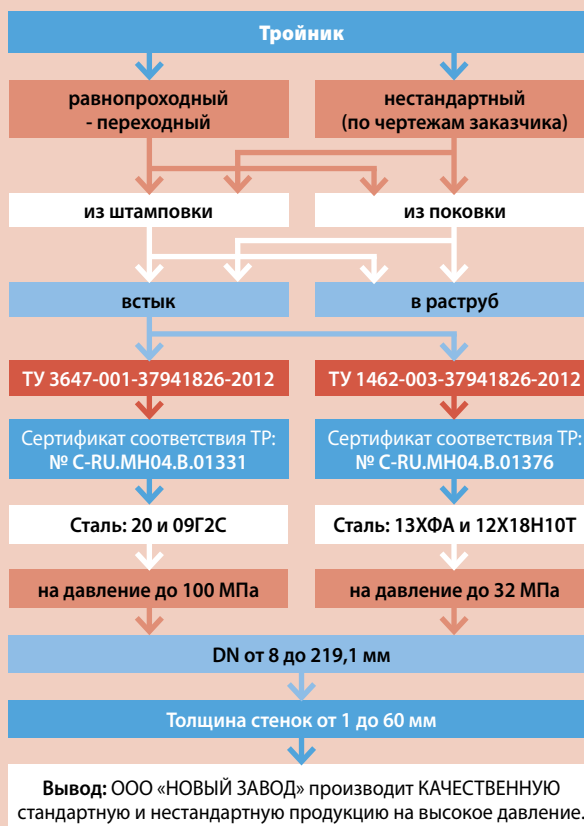 Тройник
равнопроходный
- переходный
нестандартный
(по чертежам заказчика)
из штамповки
из поковки
встык
в раструб
ТУ 3647-001-37941826-2012
ТУ 1462-003-37941826-2012
Сертификат соответствия ТР:
№ C-RU.МН04.В.01331
Сертификат соответствия ТР:
№ C-RU.МН04.В.01376
Сталь: 20 и 09Г2С
Сталь: 13ХФА и 12Х18Н10Т
на давление до 100 МПа
на давление до 32 МПа
DN от 8 до 219,1 мм
Толщина стенок от 1 до 60 мм
Вывод: ООО «НОВЫЙ ЗАВОД» производит КАЧЕСТВЕННУЮ
стандартную и нестандартную продукцию на высокое давление.